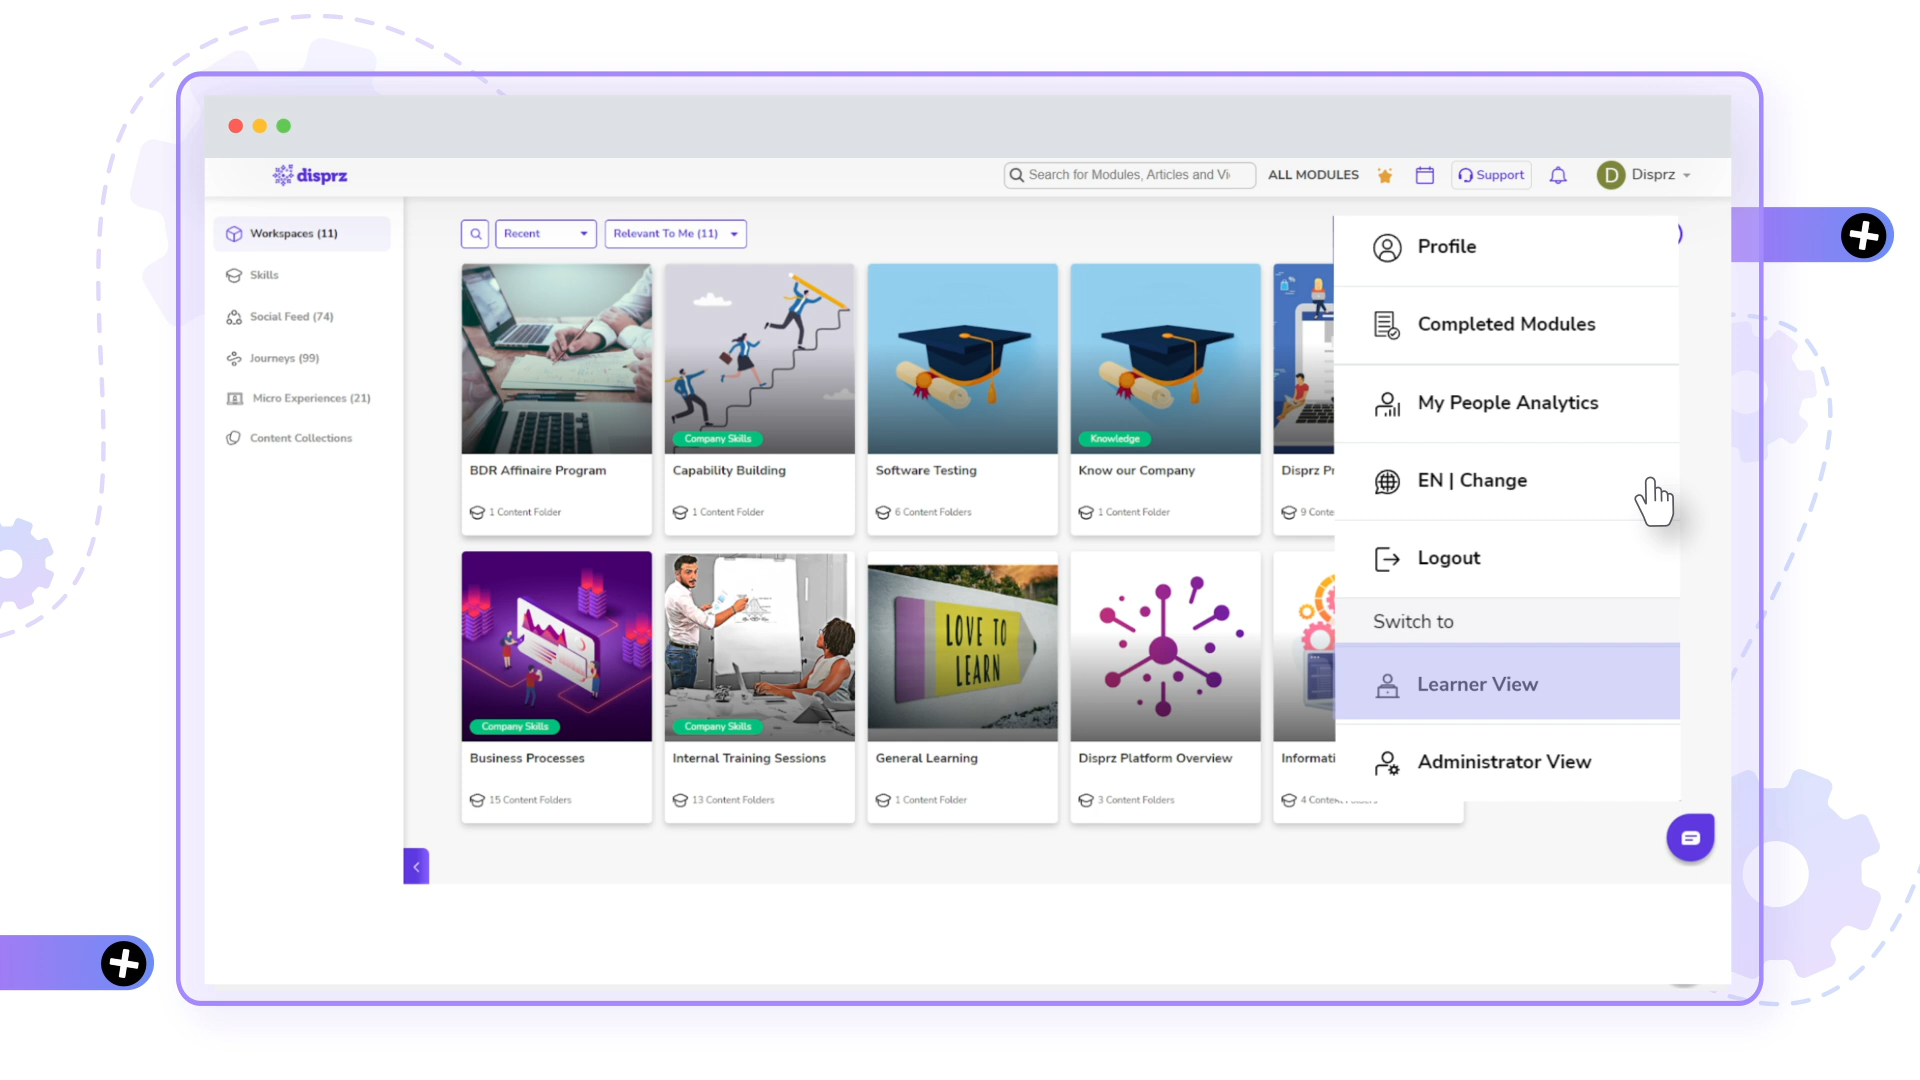 disprz
Search for Modules, Articles and Vi
ALL MODULES
Support
D
Disprz
Workspaces (11)
Skills
Social Feed (74)
Journeys (99)
Micro Experiences (21)
Content Collections
Recent
Relevant To Me (11)
Company Skills
Knowledge
BDR Affinaire Program
Capability Building
Software Testing
Know our Company
Disprz Pr
1 Content Folder
1 Content Folder
6 Content Folders
1 Content Folder
9 Conte
LOVE TO
LEARN
Company Skills
Company Skills
Business Processes
Internal Training Sessions
General Learning
Disprz Platform Overview
Informati
15 Content Folders
13 Content Folders
1 Content Folder
3 Content Folders
4 Content Folders
Profile
Completed Modules
My People Analytics
EN | Change
Logout
Switch to
Learner View
Administrator View